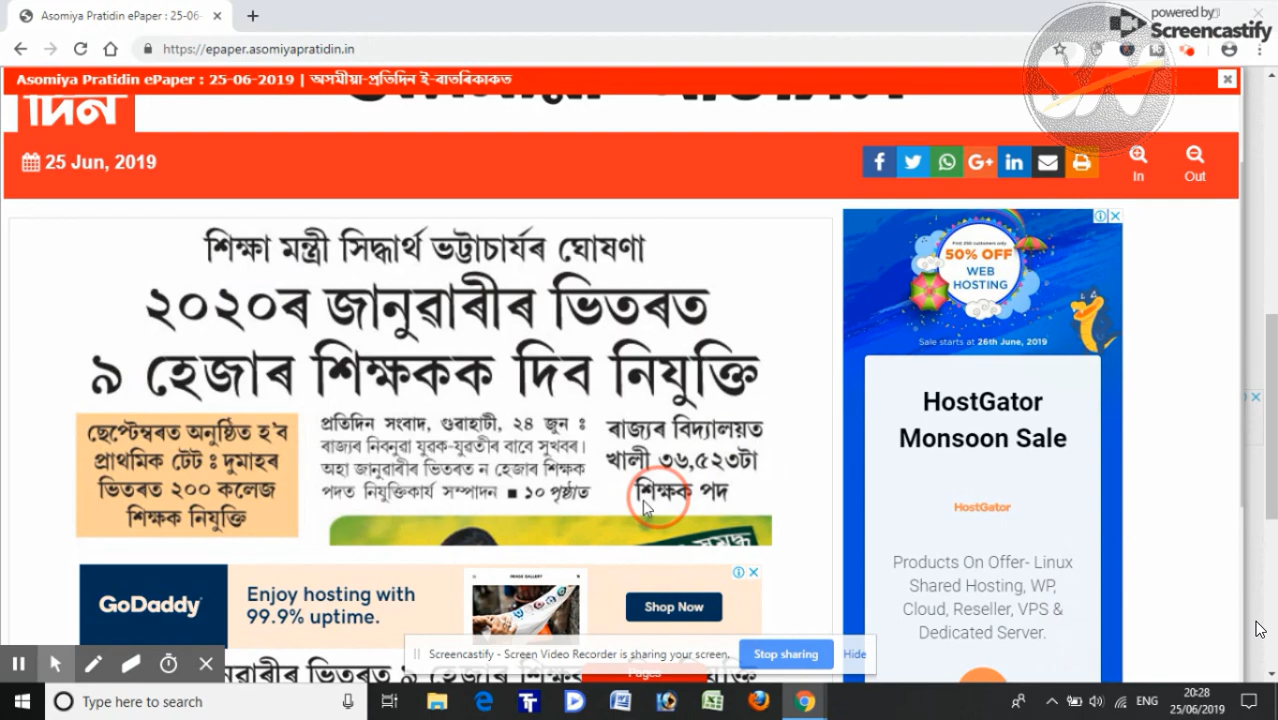 Asomiya Pratidin ePaper : 25-06-
powered by
Screencastify
https://epaper.asomiyapratidin.in
Asomiya Pratidin ePaper : 25-06-2019 | অসমীয়া-প্ৰতিদিন ই-বাতৰিকাকত
দিন
25 Jun, 2019
f
G+
in
In
Out
শিক্ষা মন্ত্ৰী সিদ্ধাৰ্থ ভট্টাচাৰ্যৰ ঘোষণা
২০২০ৰ জানুৱাৰীৰ ভিতৰত
৯ হেজাৰ শিক্ষকক দিব নিযুক্তি
ছেপ্টেম্বৰত অনুষ্ঠিত হ'ব
প্ৰাথমিক টেট ঃ দুমাহৰ
ভিতৰত ২০০ কলেজ
শিক্ষক নিযুক্তি
প্ৰতিদিন সংবাদ, গুৱাহাটী, ২৪ জুন ঃ
ৰাজ্যৰ নিবনুৱা যুৱক-যুৱতীৰ বাবে সুখবৰ।
অহা জানুৱাৰীৰ ভিতৰত ন হেজাৰ শিক্ষক
পদত নিযুক্তিকাৰ্য সম্পাদন ■ ১০ পৃষ্ঠাত
ৰাজ্যৰ বিদ্যালয়ত
খালী ৩৬,৫২৩টা
শিক্ষক পদ
First 250 customers only
50% OFF
WEB
HOSTING
Sale starts at 26th June, 2019
HostGator
Monsoon Sale
HostGator
Products On Offer- Linux
Shared Hosting, WP,
Cloud, Reseller, VPS &
Dedicated Server.
GoDaddy
Enjoy hosting with
99.9% uptime.
Shop Now
Screencastify - Screen Video Recorder is sharing your screen.
Stop sharing
Hide
Pages
Type here to search
ENG
20:28
25/06/2019